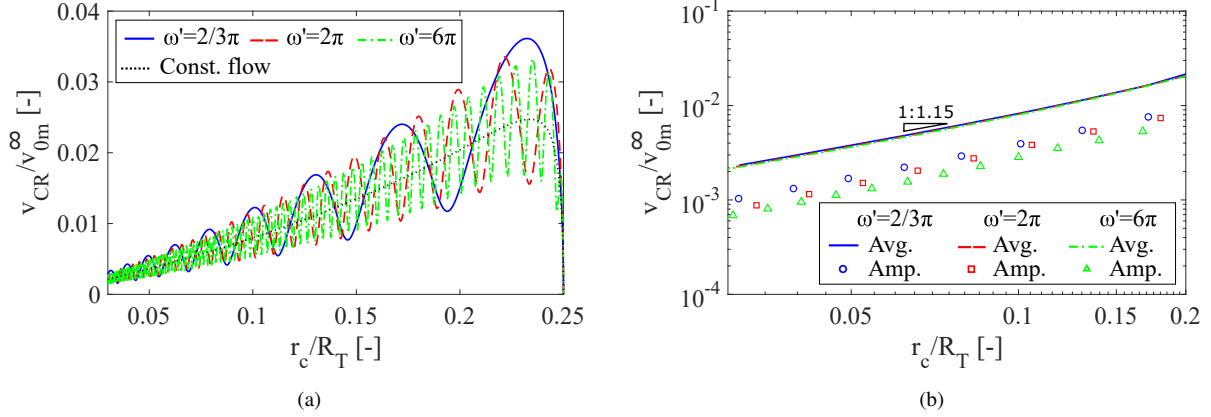 ω'=2/3π ω'=2π ω'=6π
Const. flow
0.04
0.03
0.02
0.01
0
v_CR/v_0m^∞ [-]
0.05 0.1 0.15 0.2 0.25
r_c/R_T [-]
(a)
10^0
10^-1
10^-2
10^-3
10^-4
v_CR/v_0m^∞ [-]
1:1.15
ω'=2/3π ω'=2π ω'=6π
Avg. Avg. Avg.
Amp. Amp. Amp.
0.05 0.1 0.15 0.2
r_c/R_T [-]
(b)